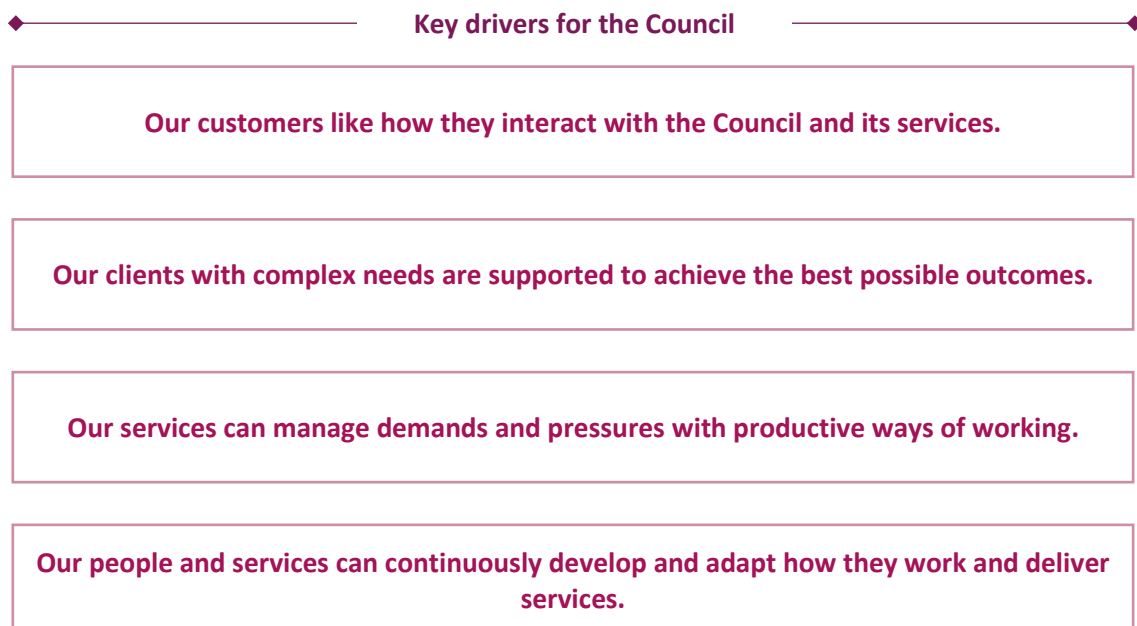 Key drivers for the Council
Our customers like how they interact with the Council and its services.
Our clients with complex needs are supported to achieve the best possible outcomes.
Our services can manage demands and pressures with productive ways of working.
Our people and services can continuously develop and adapt how they work and deliver
services.